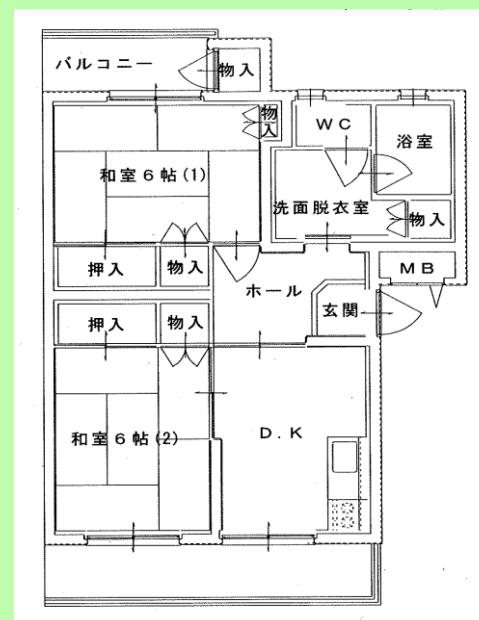 バルコニー
物入
物入
WC
浴室
和室6帖(1)
洗面脱衣室
物入
押入
物入
ホール
MB
玄関
押入
物入
和室6帖(2)
D.K